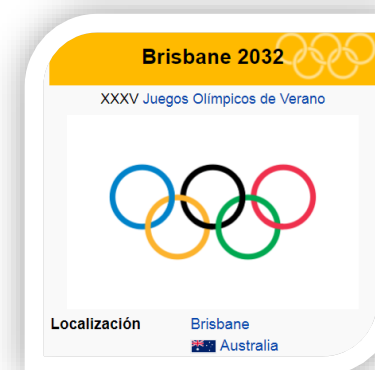 Brisbane 2032
XXXV Juegos Olímpicos de Verano
Localización Brisbane
Australia